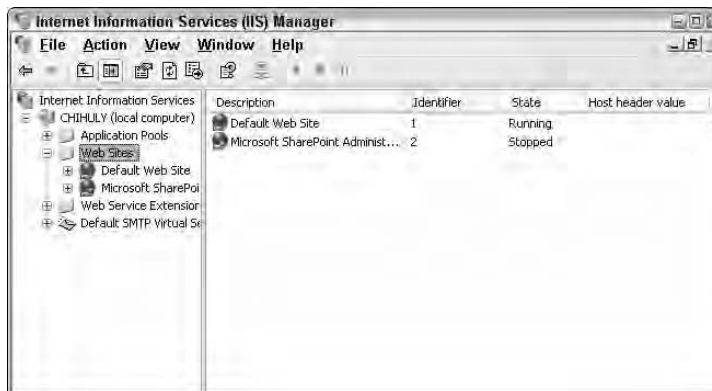 Internet Information Services (IIS) Manager
File Action View Window Help
Internet Information Services
CHIHULY (local computer)
Application Pools
Web Sites
Default Web Site
Microsoft SharePoi
Web Service Extension
Default SMTP Virtual Se
Description Identifier State Host header value
Default Web Site 1 Running
Microsoft SharePoint Administ... 2 Stopped